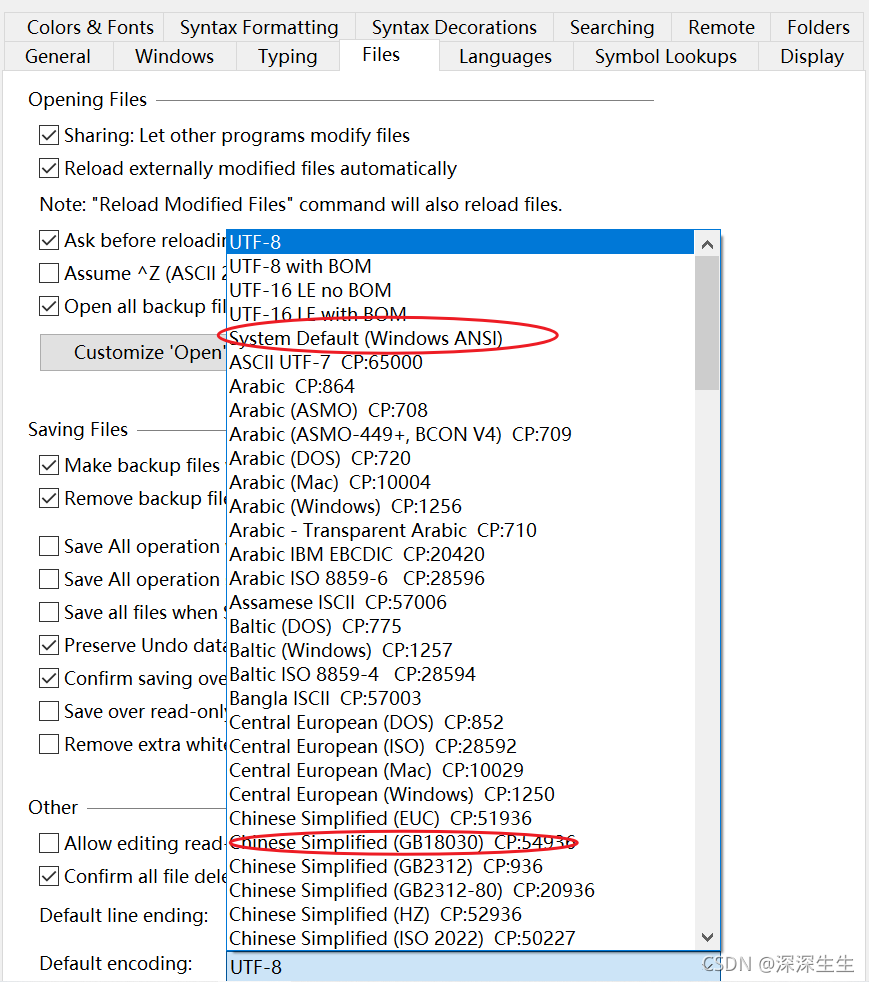 Colors & Fonts Syntax Formatting Syntax Decorations Searching Remote Folders
General Windows Typing Files Languages Symbol Lookups Display
Opening Files
Sharing: Let other programs modify files
Reload externally modified files automatically
Note: "Reload Modified Files" command will also reload files.
Ask before reloadin
Assume ^Z (ASCII 2
Open all backup fil
Customize 'Open'
Saving Files
Make backup files
Remove backup file
Save All operation
Save All operation
Save all files when
Preserve Undo data
Confirm saving ove
Save over read-only
Remove extra white
Other
Allow editing read-
Confirm all file dele
Default line ending:
Default encoding:
UTF-8
UTF-8 with BOM
UTF-16 LE no BOM
UTF-16 LE with BOM
System Default (Windows ANSI)
ASCII UTF-7 CP:65000
Arabic CP:864
Arabic (ASMO) CP:708
Arabic (ASMO-449+, BCON V4) CP:709
Arabic (DOS) CP:720
Arabic (Mac) CP:10004
Arabic (Windows) CP:1256
Arabic - Transparent Arabic CP:710
Arabic IBM EBCDIC CP:20420
Arabic ISO 8859-6 CP:28596
Assamese ISCII CP:57006
Baltic (DOS) CP:775
Baltic (Windows) CP:1257
Baltic ISO 8859-4 CP:28594
Bangla ISCII CP:57003
Central European (DOS) CP:852
Central European (ISO) CP:28592
Central European (Mac) CP:10029
Central European (Windows) CP:1250
Chinese Simplified (EUC) CP:51936
Chinese Simplified (GB18030) CP:54936
Chinese Simplified (GB2312) CP:936
Chinese Simplified (GB2312-80) CP:20936
Chinese Simplified (HZ) CP:52936
Chinese Simplified (ISO 2022) CP:50227
UTF-8
CSDN @深深生生